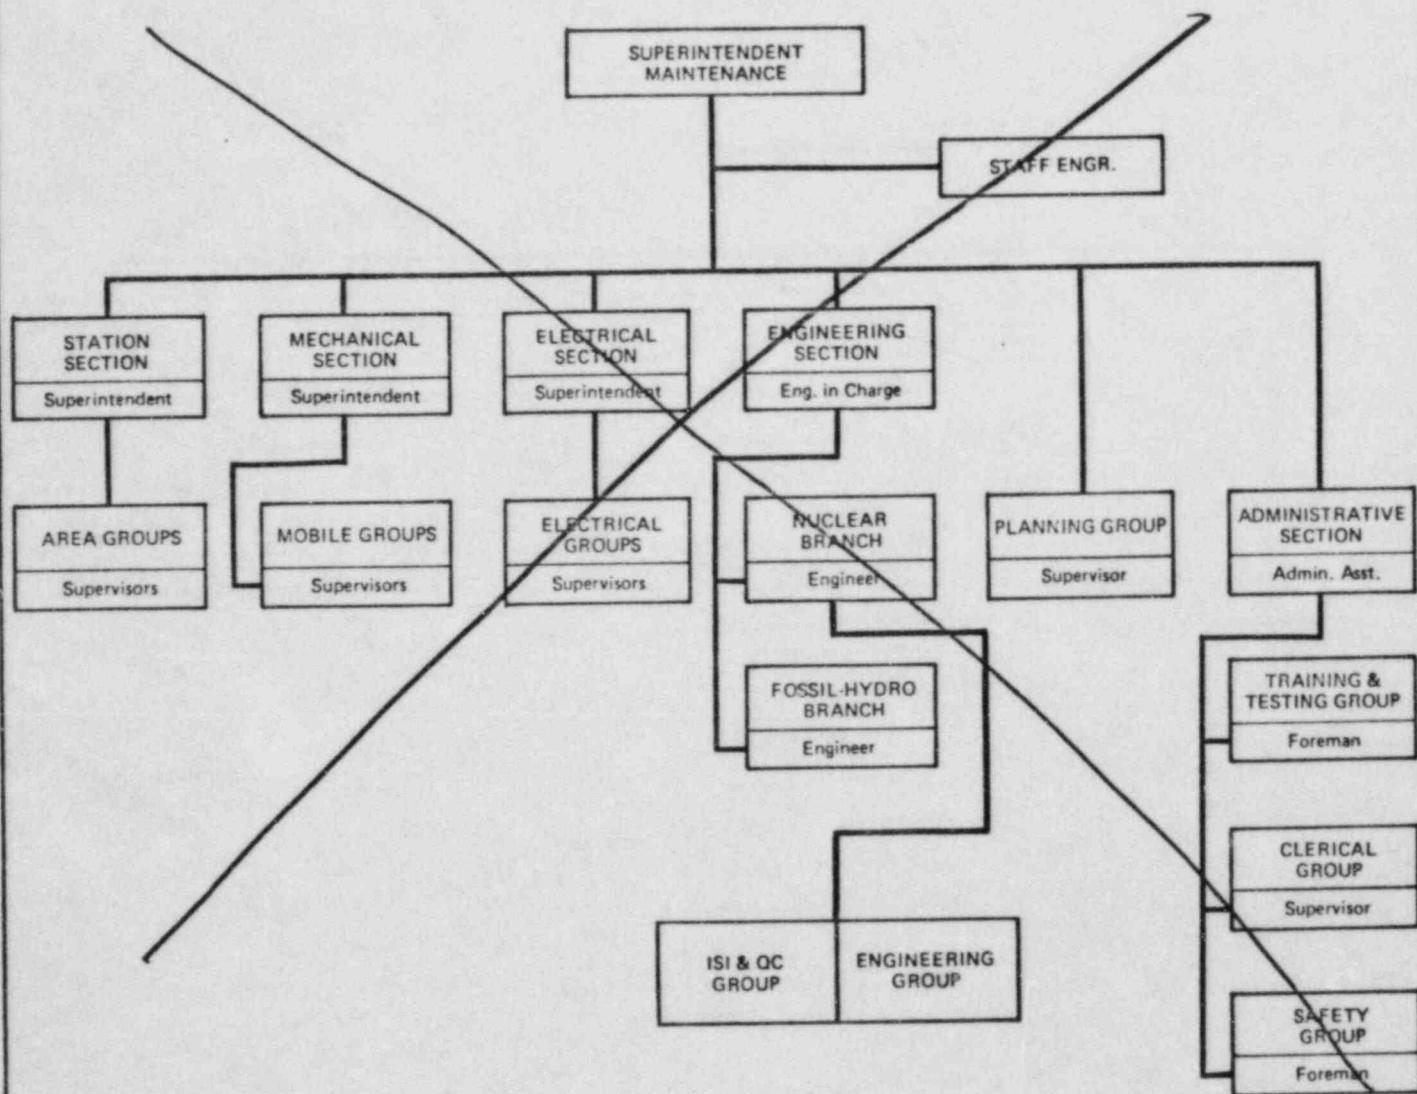 SUPERINTENDENT
MAINTENANCE
STAFF ENGR.
STATION
SECTION
Superintendent
MECHANICAL
SECTION
Superintendent
ELECTRICAL
SECTION
Superintendent
ENGINEERING
SECTION
Eng. in Charge
AREA GROUPS
Supervisors
MOBILE GROUPS
Supervisors
ELECTRICAL
GROUPS
Supervisors
NUCLEAR
BRANCH
Engineer
PLANNING GROUP
Supervisor
ADMINISTRATIVE
SECTION
Admin. Asst.
FOSSIL-HYDRO
BRANCH
Engineer
TRAINING &
TESTING GROUP
Foreman
CLERICAL
GROUP
Supervisor
ISI & QC
GROUP
ENGINEERING
GROUP
SAFETY
GROUP
Foreman